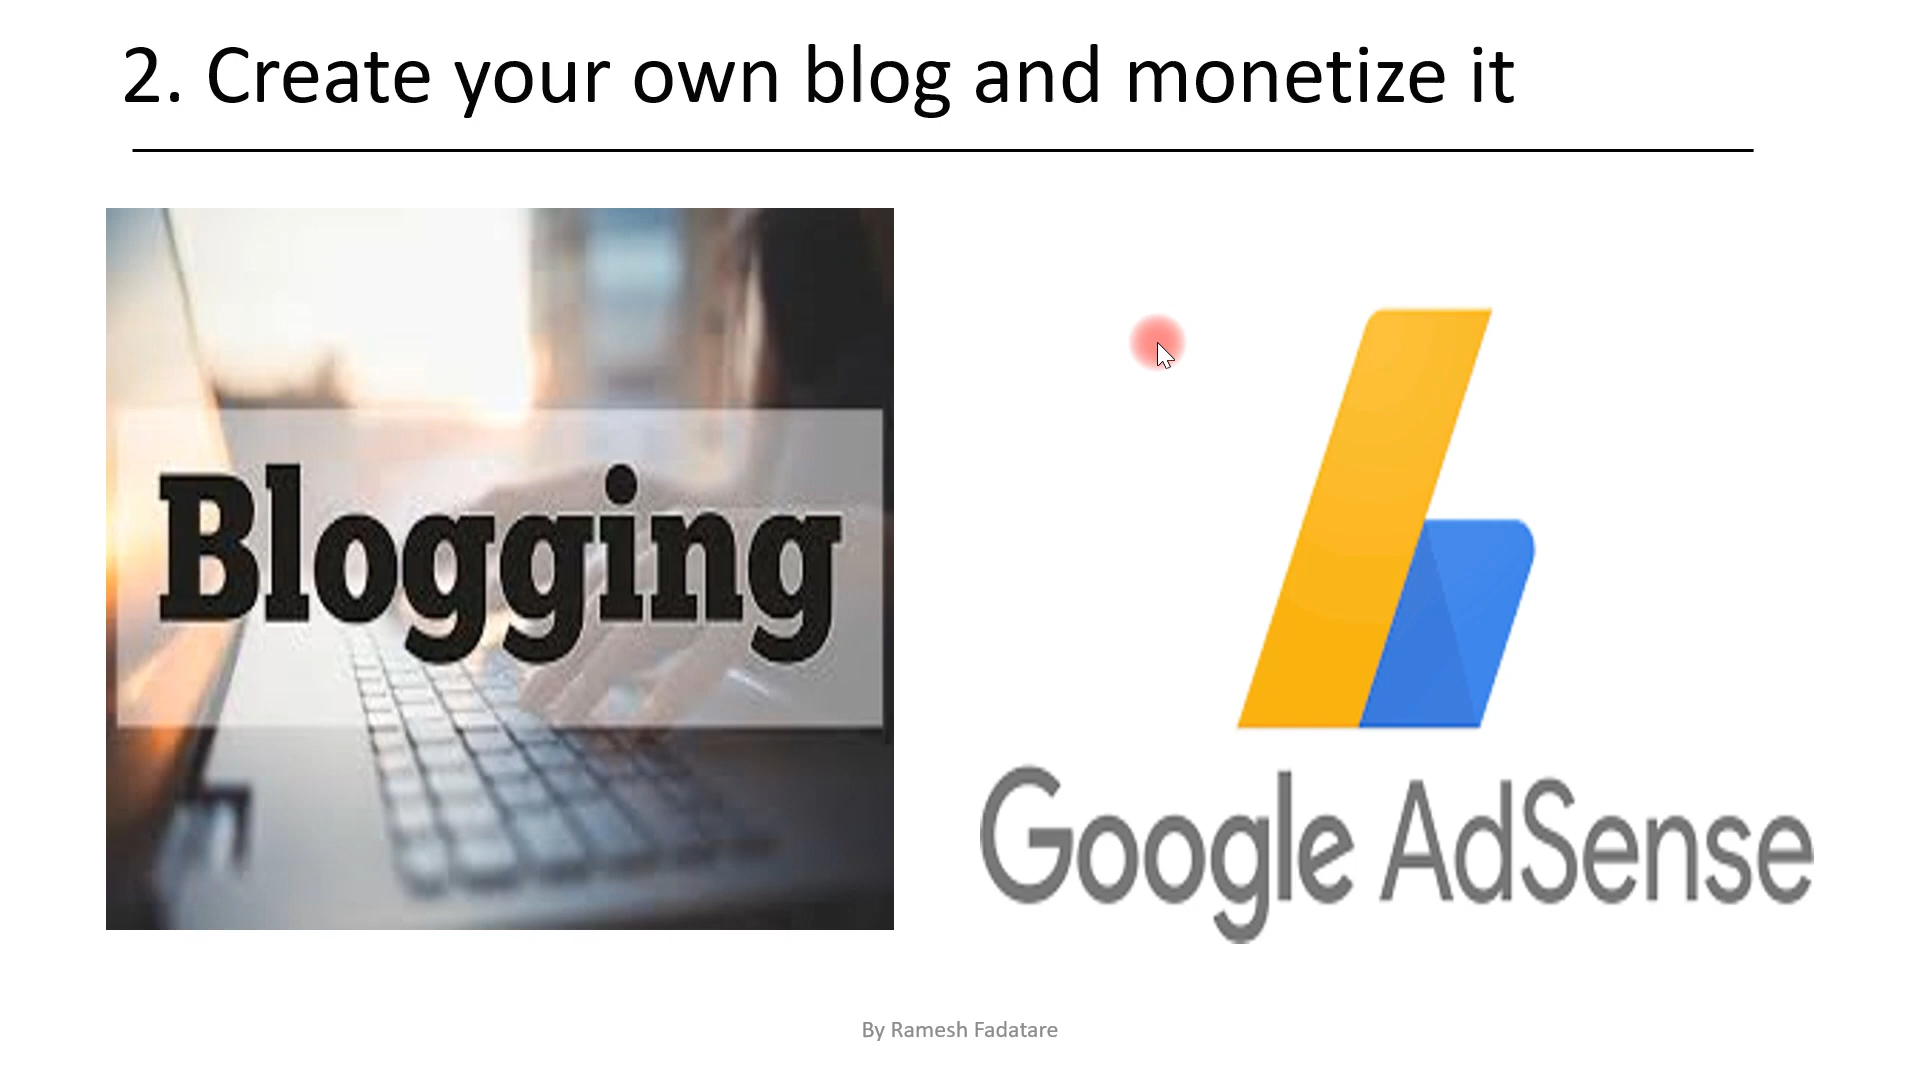 2. Create your own blog and monetize it
Blogging
Google AdSense
By Ramesh Fadatare